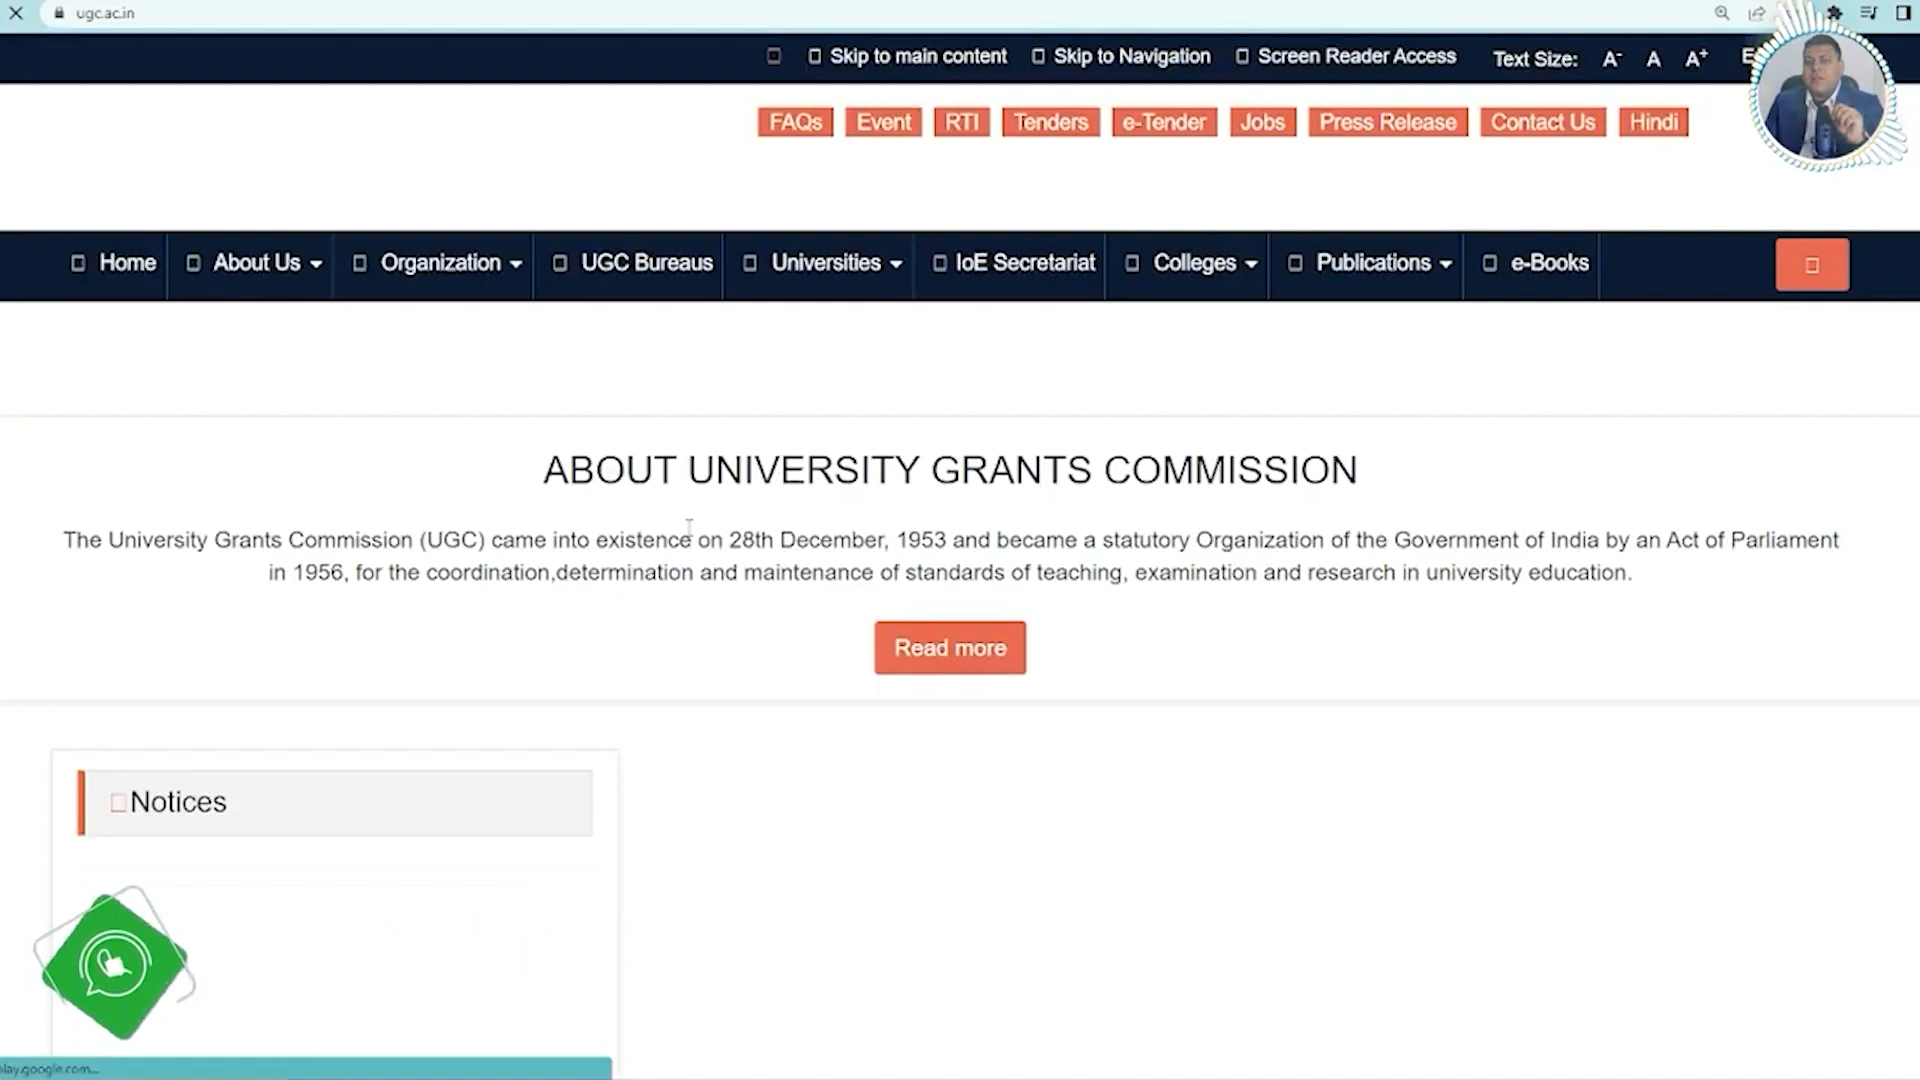 ugc.ac.in
Skip to main content Skip to Navigation Screen Reader Access Text Size: A- A A+
FAQs Event RTI Tenders e-Tender Jobs Press Release Contact Us Hindi
Home About Us Organization UGC Bureaus Universities IoE Secretariat Colleges Publications e-Books
ABOUT UNIVERSITY GRANTS COMMISSION
The University Grants Commission (UGC) came into existence on 28th December, 1953 and became a statutory Organization of the Government of India by an Act of Parliament
in 1956, for the coordination,determination and maintenance of standards of teaching, examination and research in university education.
Read more
Notices
play.google.com...